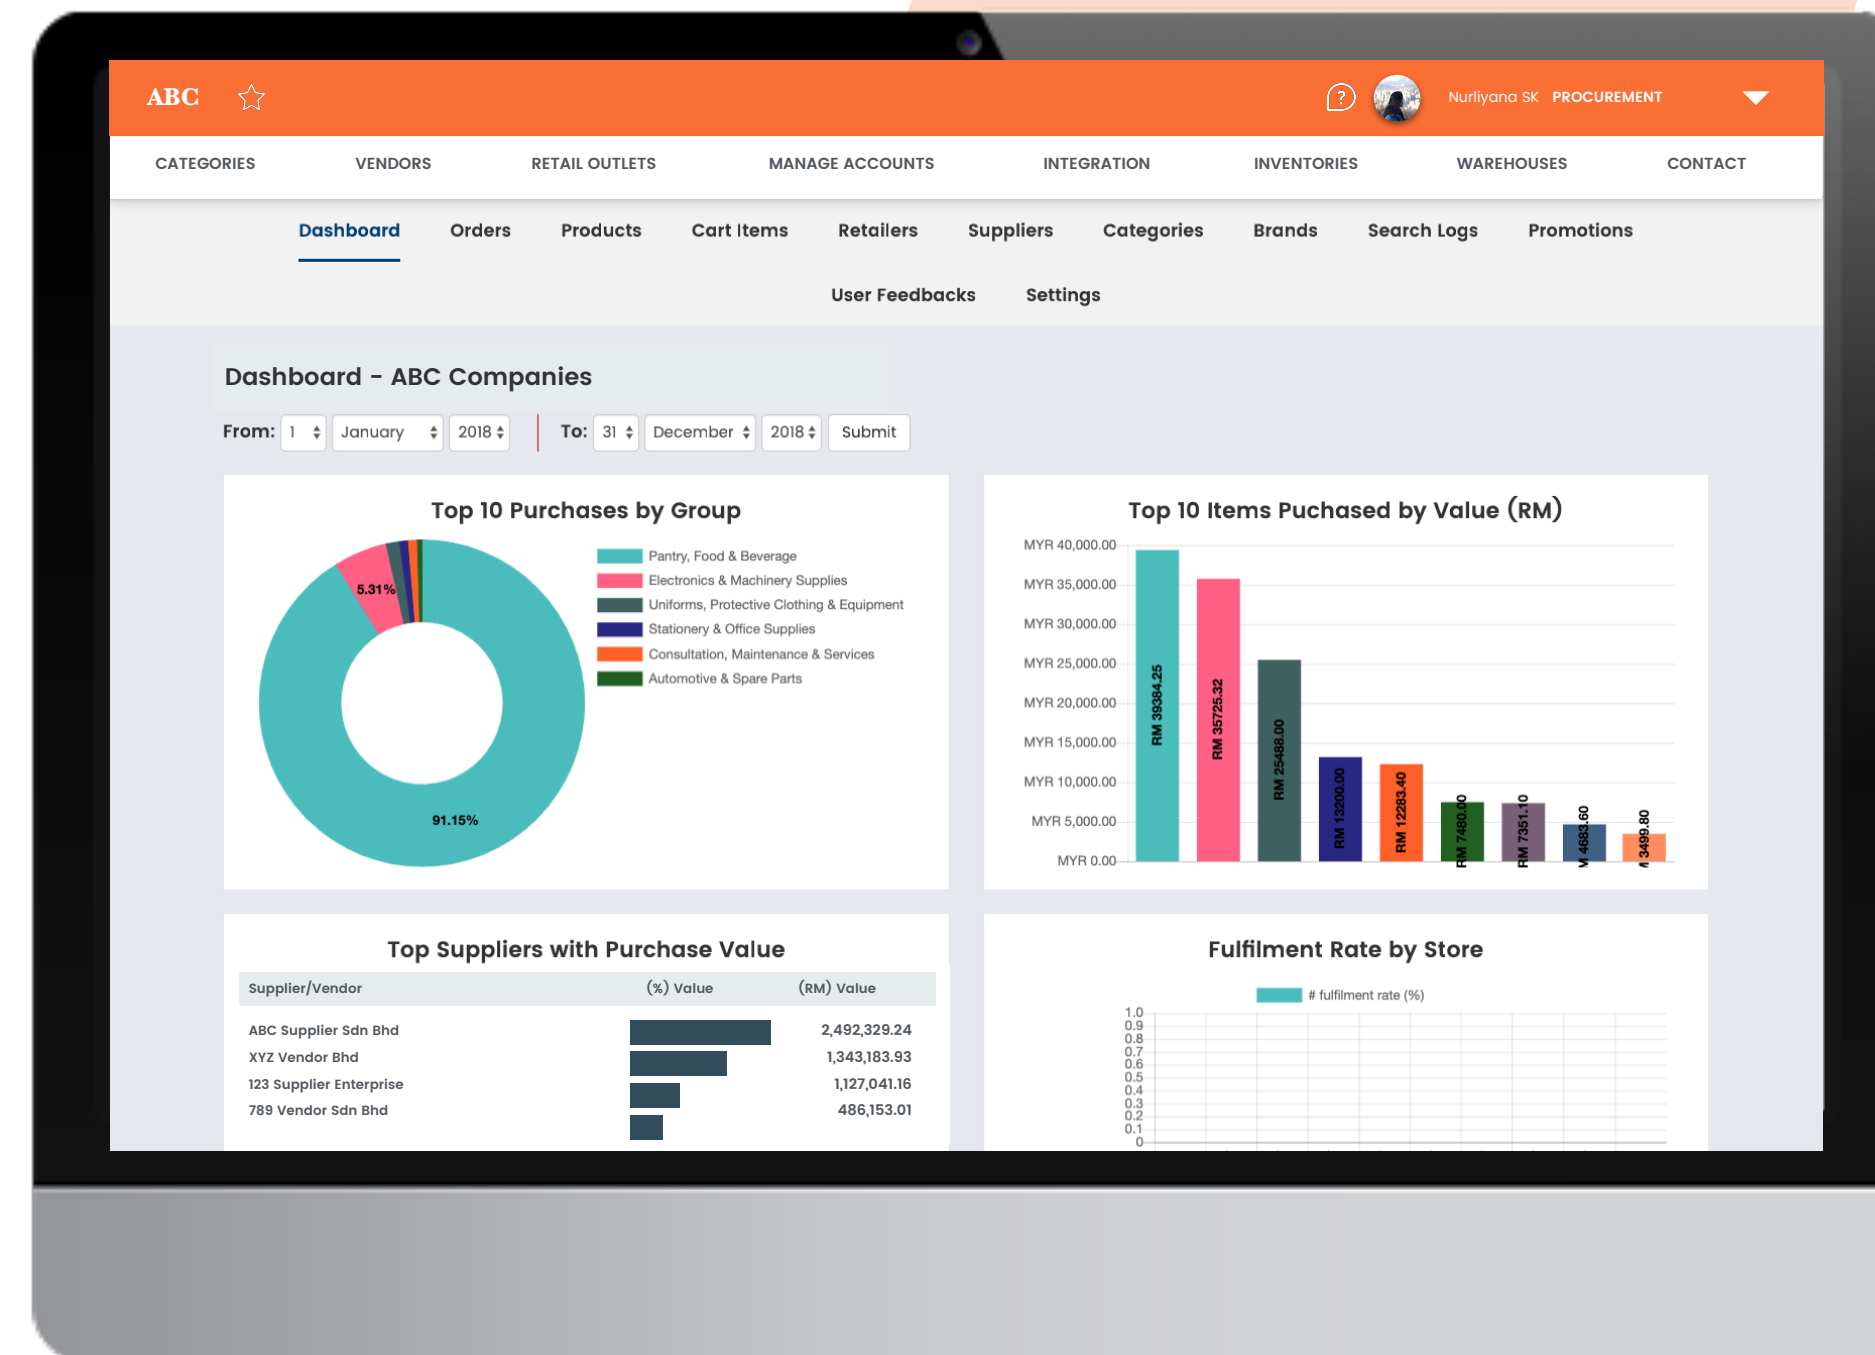 ABC
? Nurliyana SK PROCUREMENT
CATEGORIES VENDORS RETAIL OUTLETS MANAGE ACCOUNTS INTEGRATION INVENTORIES WAREHOUSES CONTACT
Dashboard Orders Products Cart Items Retailers Suppliers Categories Brands Search Logs Promotions
User Feedbacks Settings
Dashboard - ABC Companies
From: 1 January 2018 To: 31 December 2018 Submit
Top 10 Purchases by Group
5.31%
91.15%
Pantry, Food & Beverage
Electronics & Machinery Supplies
Uniforms, Protective Clothing & Equipment
Stationery & Office Supplies
Consultation, Maintenance & Services
Automotive & Spare Parts
Top 10 Items Puchased by Value (RM)
MYR 40,000.00
MYR 35,000.00
MYR 30,000.00
MYR 25,000.00
MYR 20,000.00
MYR 15,000.00
MYR 10,000.00
MYR 5,000.00
MYR 0.00
RM 39384.25
RM 35725.32
RM 25488.00
RM 13200.00
RM 12283.40
RM 7480.00
RM 7351.10
M 4683.60
3499.80
Top Suppliers with Purchase Value
Supplier/Vendor (%) Value (RM) Value
ABC Supplier Sdn Bhd 2,492,329.24
XYZ Vendor Bhd 1,343,183.93
123 Supplier Enterprise 1,127,041.16
789 Vendor Sdn Bhd 486,153.01
Fulfilment Rate by Store
# fulfilment rate (%)
1.0
0.9
0.8
0.7
0.6
0.5
0.4
0.3
0.2
0.1
0